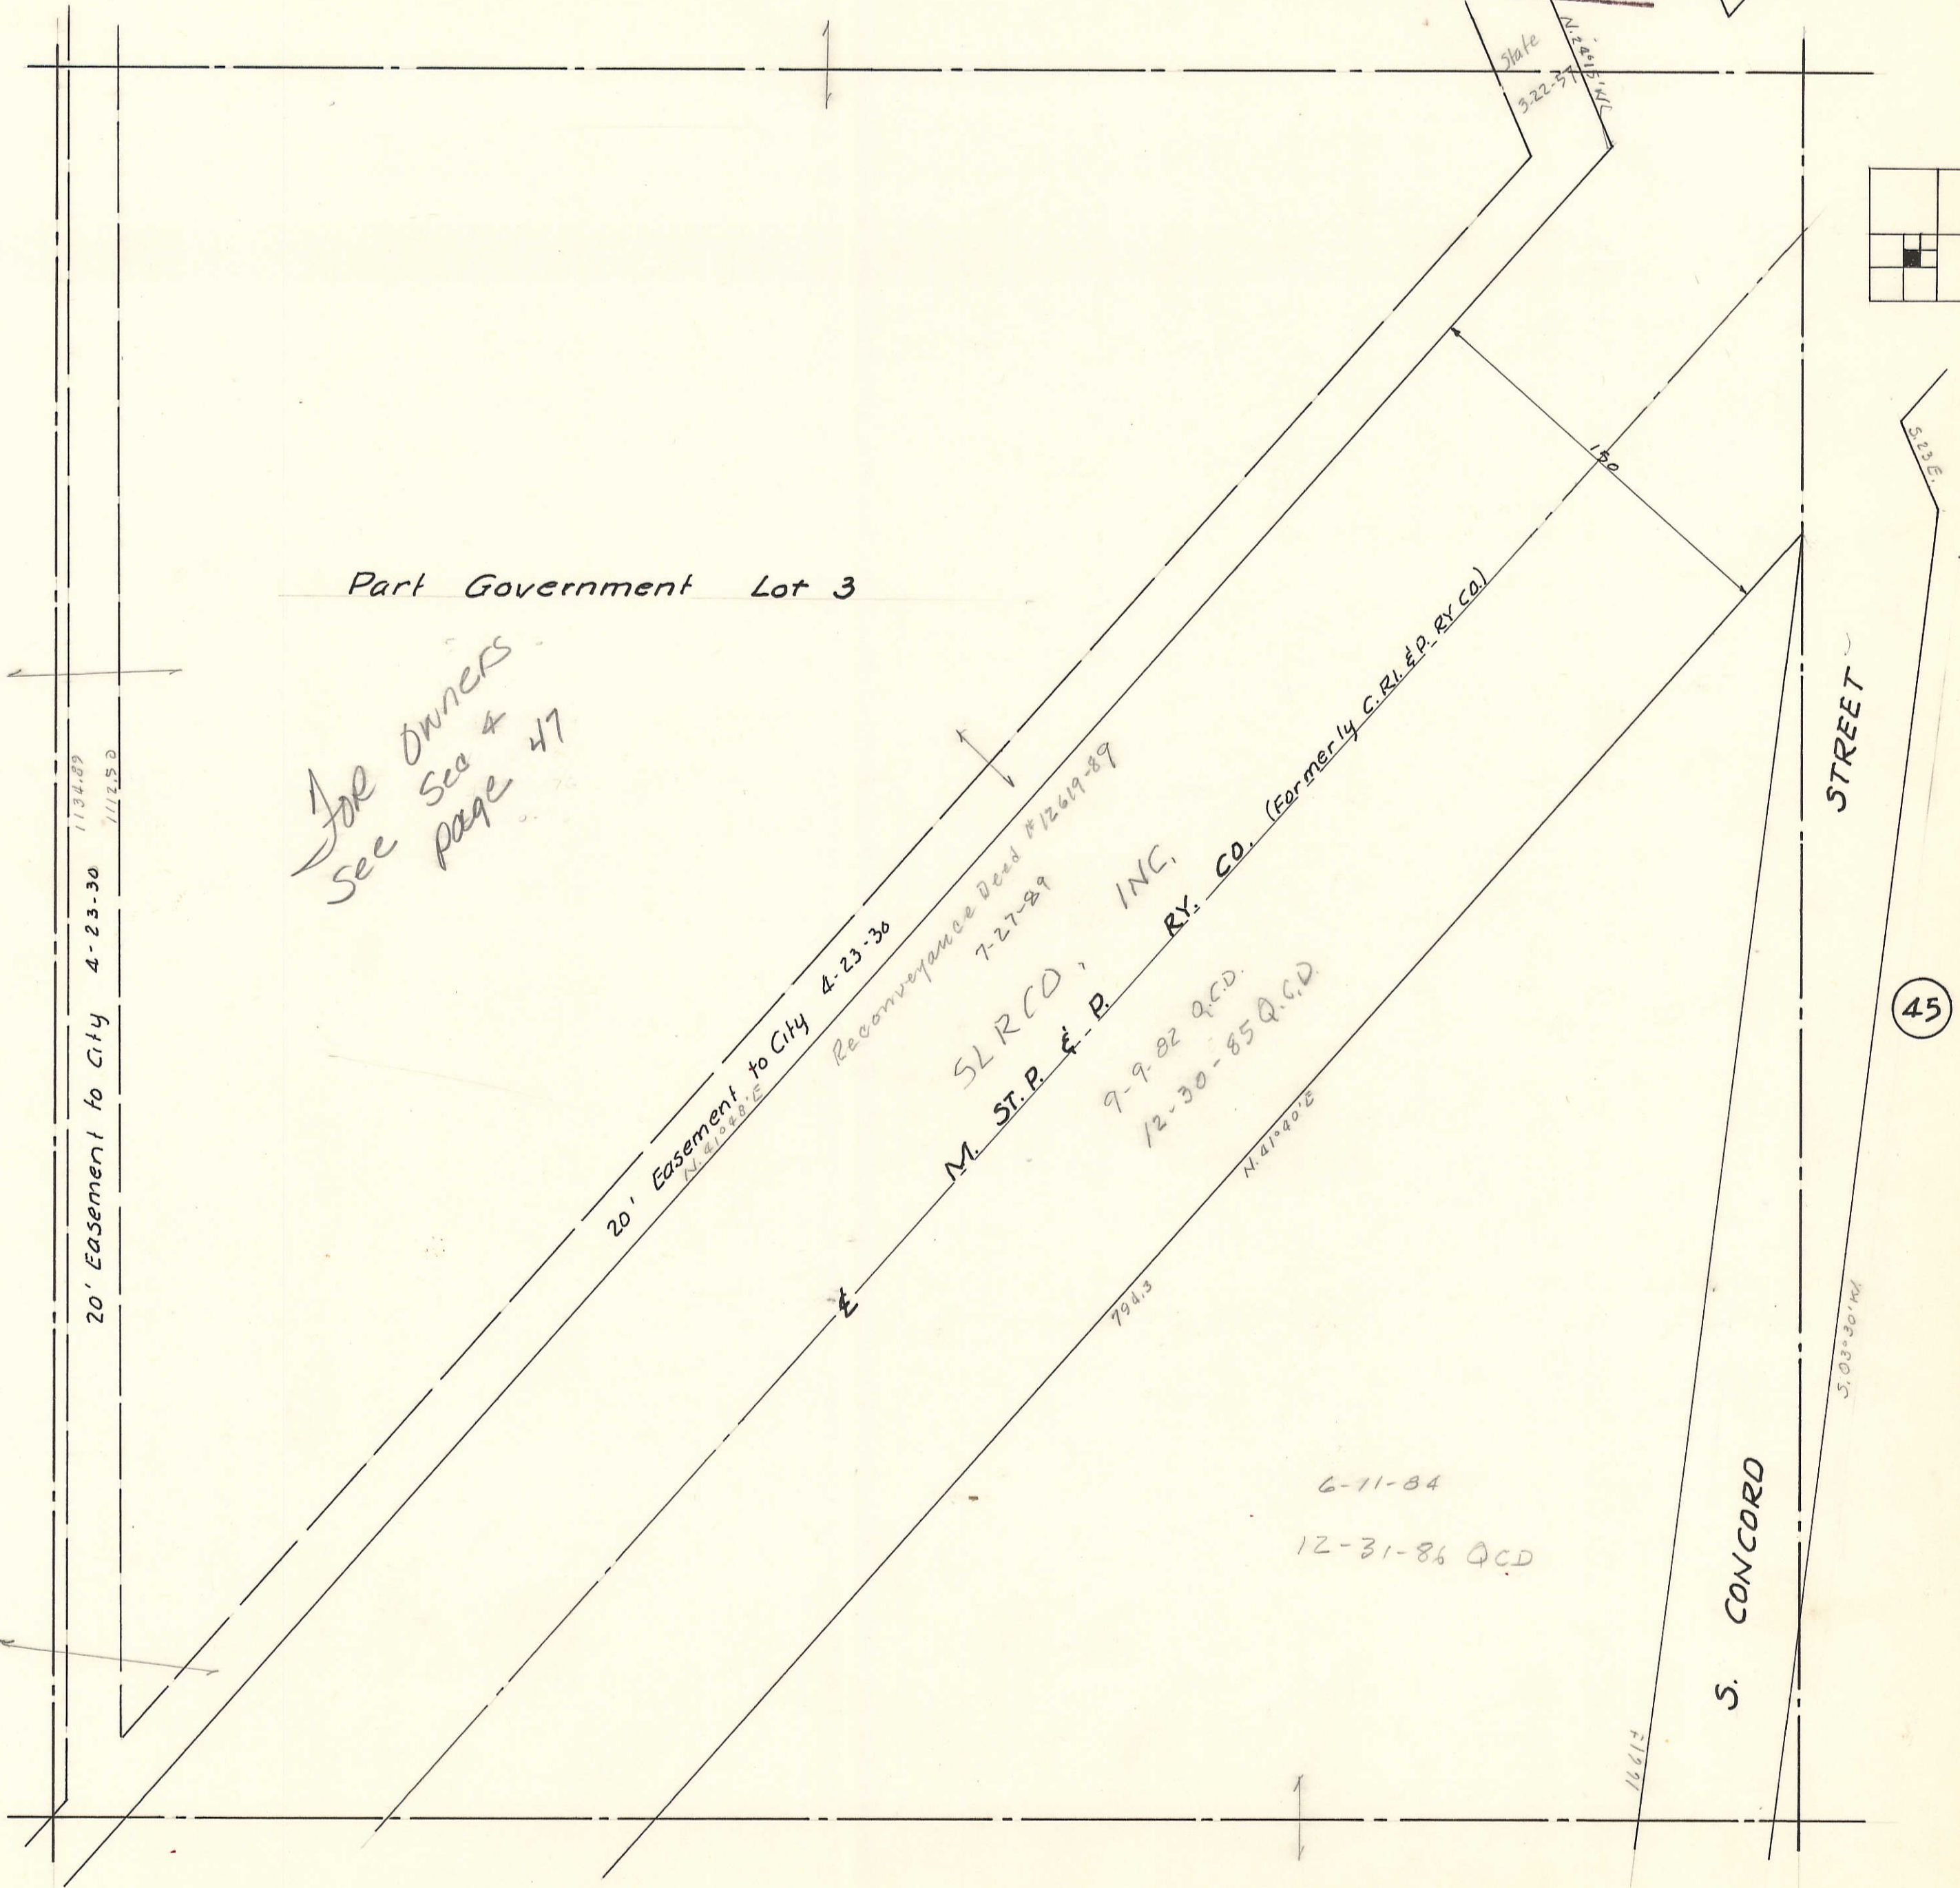 State
3-22-57
N.24°15'W.
150
S.23E.
Part Government Lot 3
For Owners
See Sec 4
page 47
1134.89
1112.50
20' Easement to City 4-23-30
20' Easement to City 4-23-30
N.41°48'E
Reconveyance Deed #12619-89
7-27-89
SLRCO, INC.
M. ST. P. & P. RY. CO. (Formerly C.R.I. & P. RY CO.)
9-9-82 Q.C.D.
12-30-85 Q.C.D.
N.41°40'E
794.3
STREET
45
S.03°30'W.
6-11-84
12-31-86 QCD
S. CONCORD
1661±